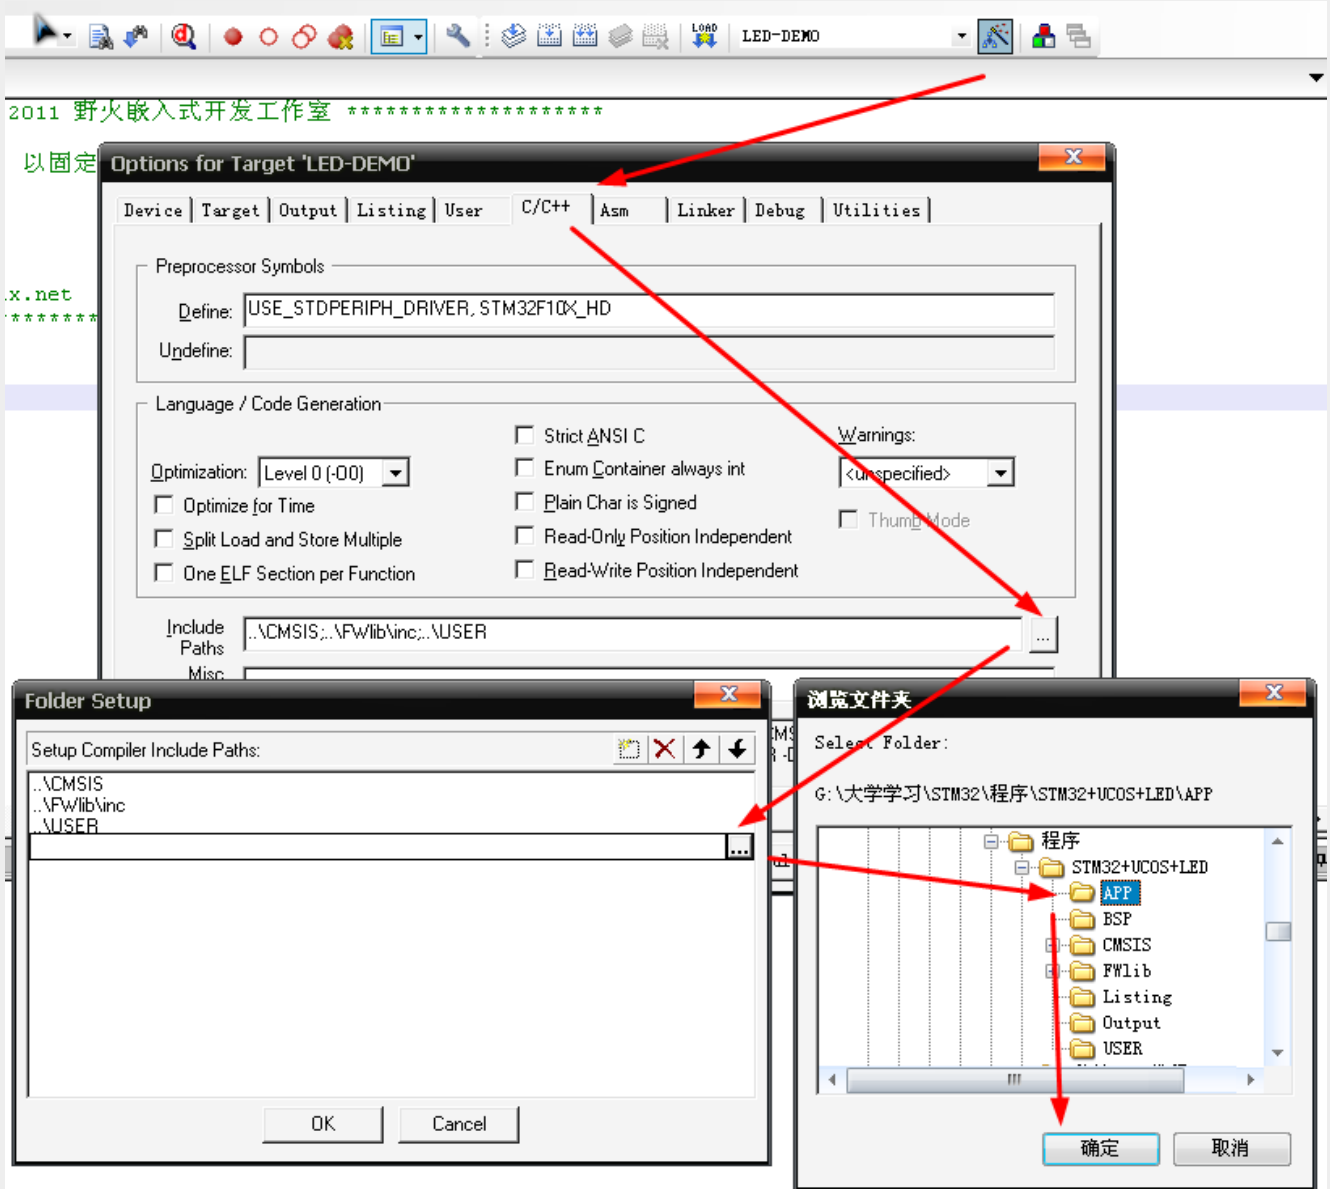 LOAD
LED-DEMO
2011 野火嵌入式开发工作室 ********************
以固定
x.net
********
Options for Target 'LED-DEMO'
Device Target Output Listing User C/C++ Asm Linker Debug Utilities
Preprocessor Symbols
Define: USE_STDPERIPH_DRIVER, STM32F10X_HD
Undefine:
Language / Code Generation
Optimization: Level 0 (-O0)
Optimize for Time
Split Load and Store Multiple
One ELF Section per Function
Strict ANSI C
Enum Container always int
Plain Char is Signed
Read-Only Position Independent
Read-Write Position Independent
Warnings:
<unspecified>
Thumb Mode
Include Paths ..\CMSIS;..\FWlib\inc;..\USER
...
Misc
Folder Setup
Setup Compiler Include Paths:
..\CMSIS
..\FWlib\inc
..\USER
...
OK Cancel
浏览文件夹
Select Folder:
G:\大学学习\STM32\程序\STM32+UCOS+LED\APP
程序
STM32+UCOS+LED
APP
BSP
CMSIS
FWlib
Listing
Output
USER
确定 取消